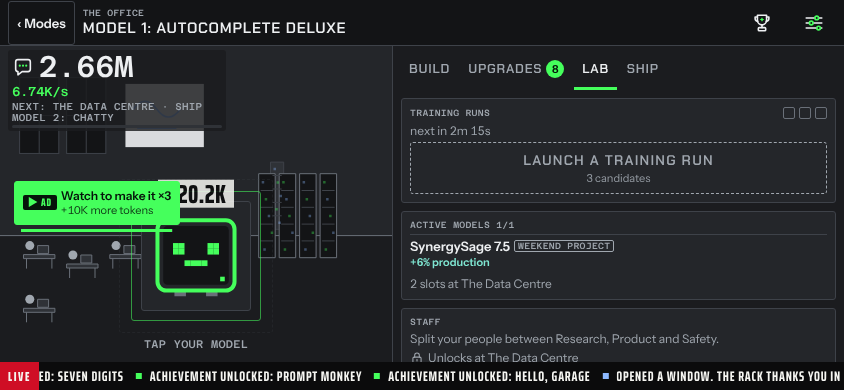 ‹ Modes
THE OFFICE
MODEL 1: AUTOCOMPLETE DELUXE
2.66M
6.74K/s
NEXT: THE DATA CENTRE · SHIP
MODEL 2: CHATTY
AD
Watch to make it ×3
+10K more tokens
20.2K
TAP YOUR MODEL
BUILD
UPGRADES 8
LAB
SHIP
TRAINING RUNS
next in 2m 15s
LAUNCH A TRAINING RUN
3 candidates
ACTIVE MODELS 1/1
SynergySage 7.5 WEEKEND PROJECT
+6% production
2 slots at The Data Centre
STAFF
Split your people between Research, Product and Safety.
Unlocks at The Data Centre
LIVE
ED: SEVEN DIGITS ACHIEVEMENT UNLOCKED: PROMPT MONKEY ACHIEVEMENT UNLOCKED: HELLO, GARAGE OPENED A WINDOW. THE RACK THANKS YOU IN